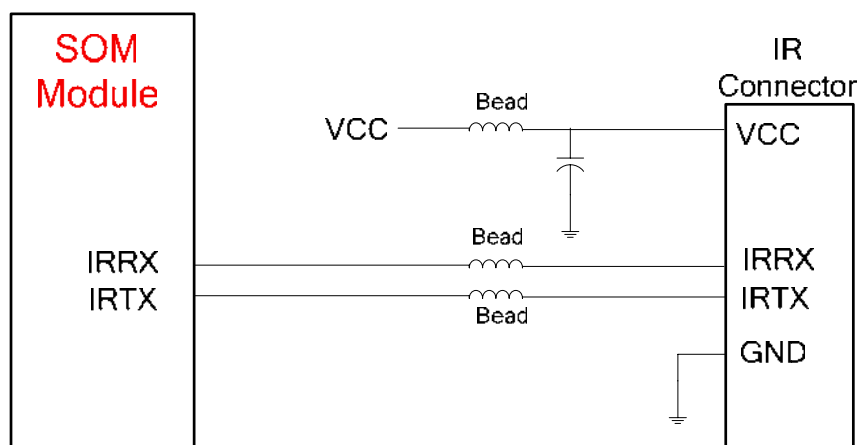 SOM
Module
IR
Connector
Bead
VCC
VCC
Bead
IRRX
IRRX
IRTX
IRTX
Bead
GND